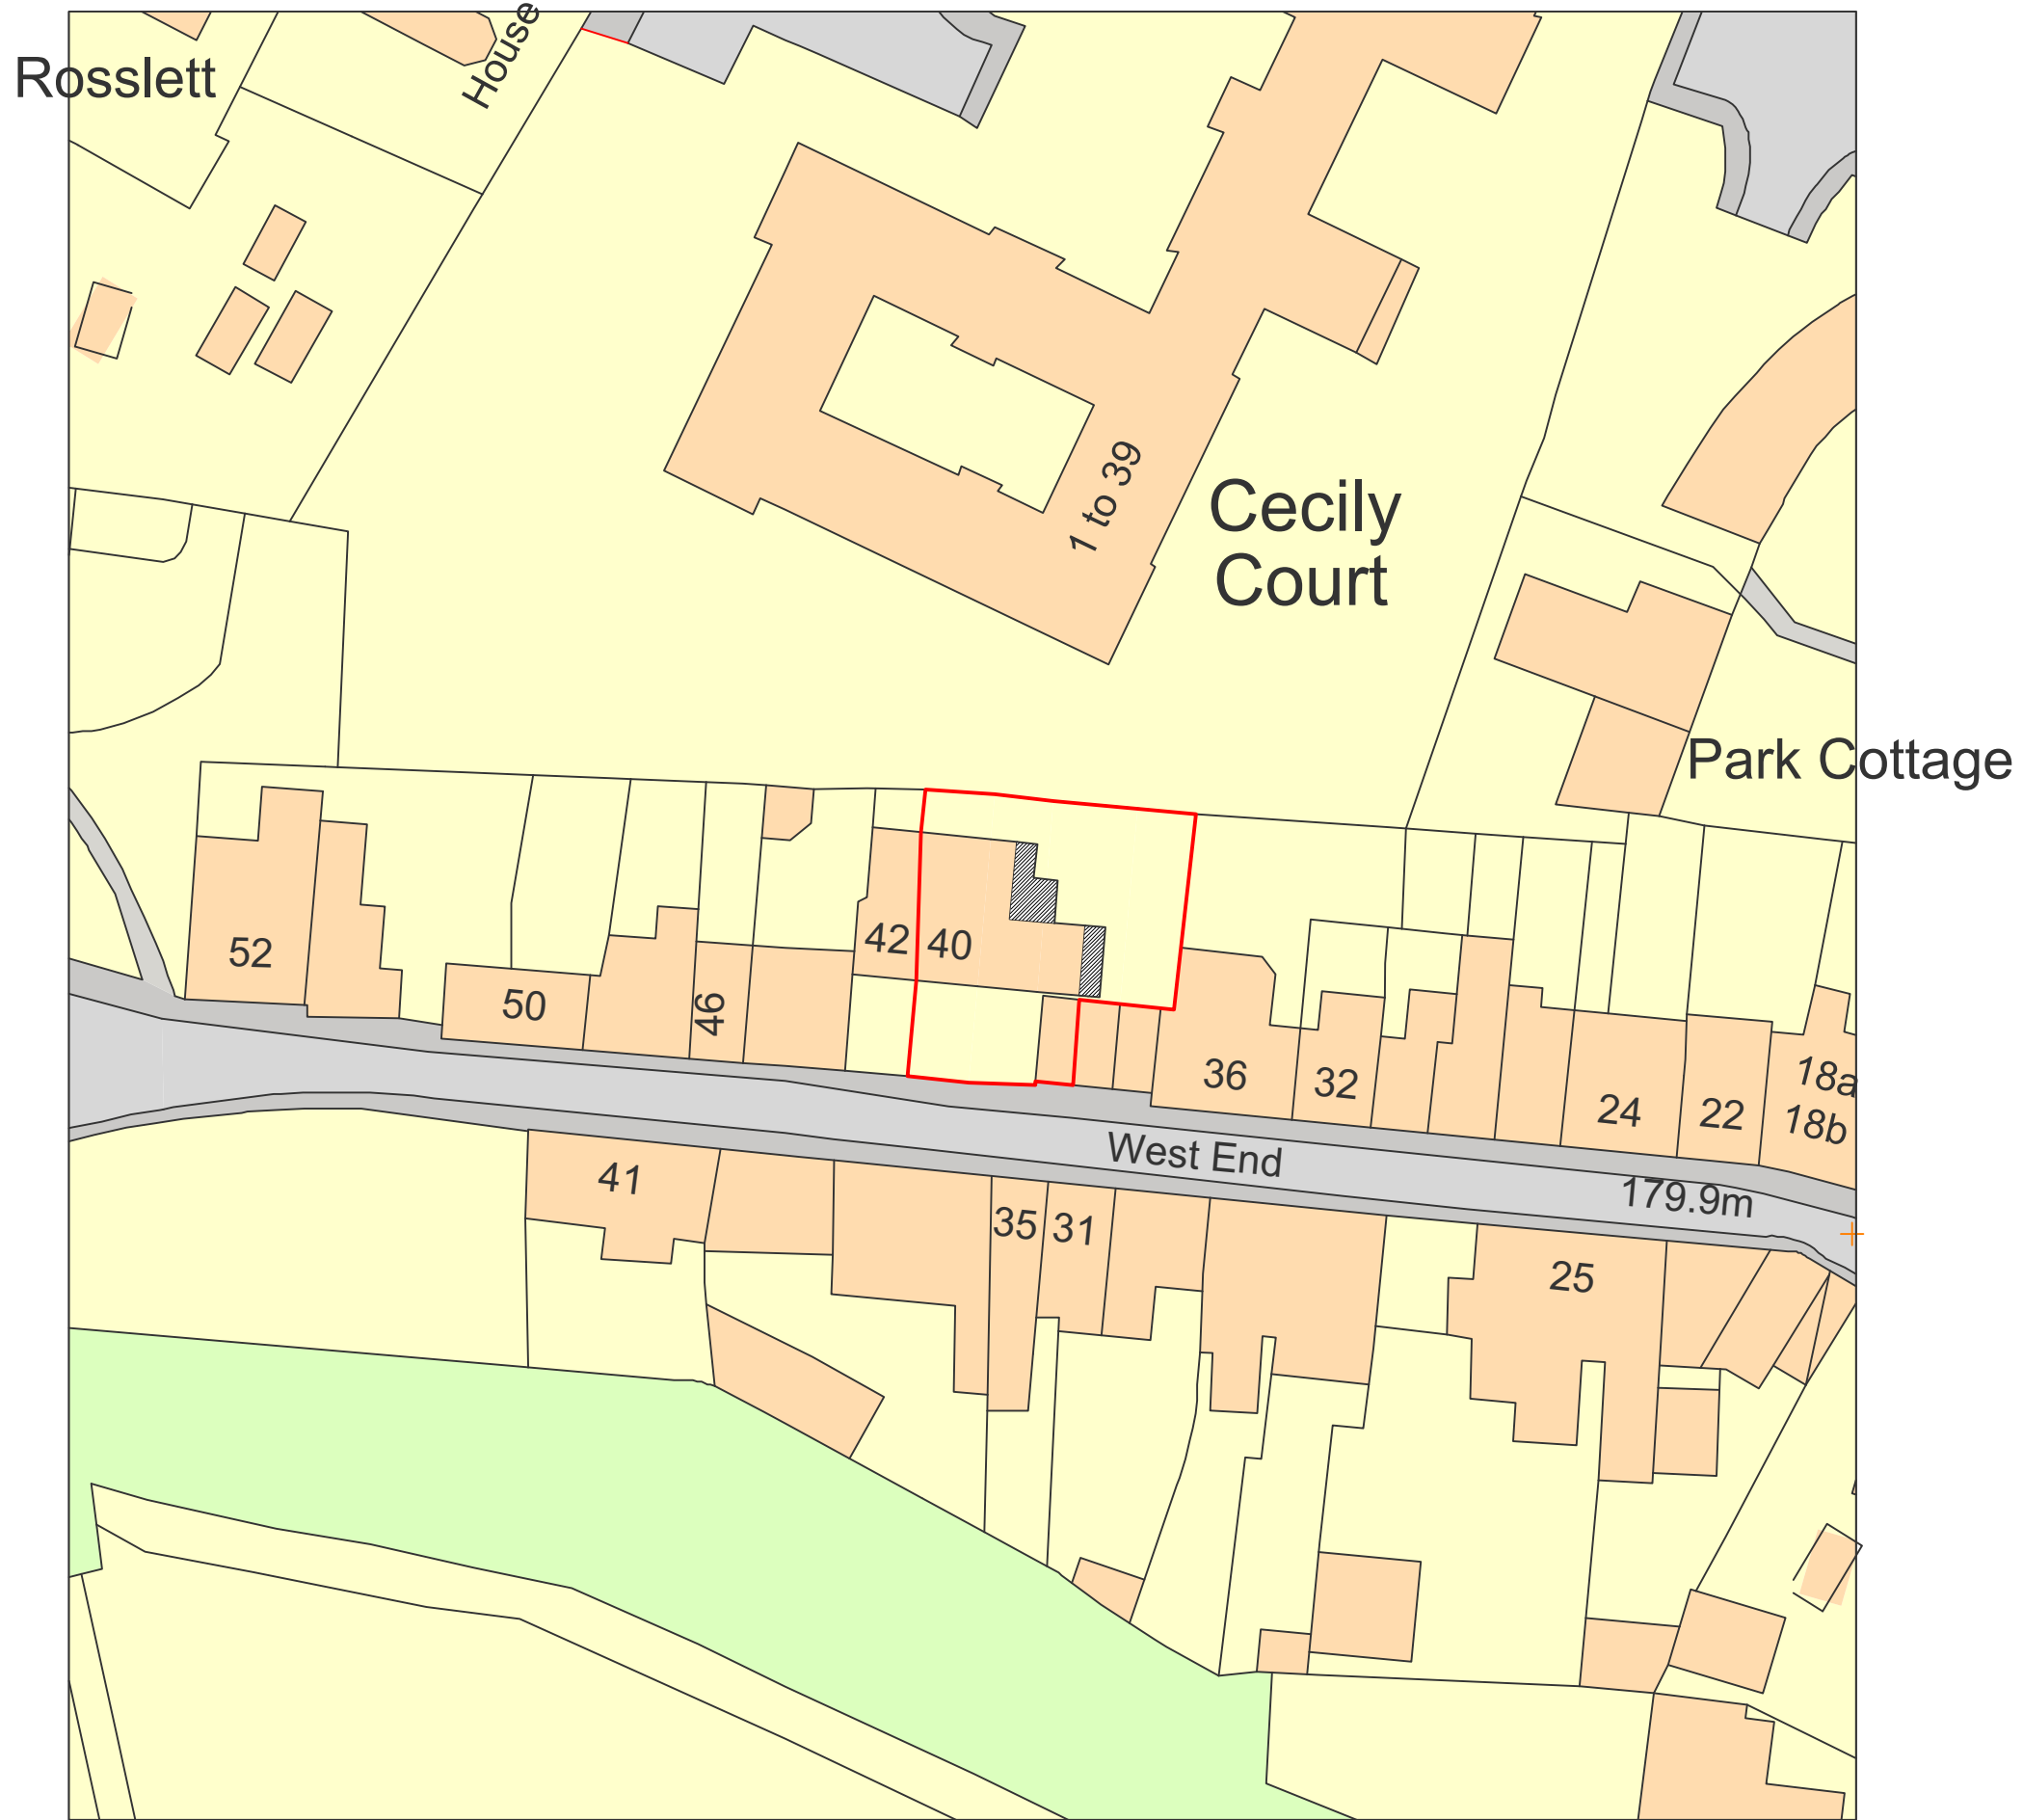 House
Rosslett
1 to 39
Cecily
Court
Park Cottage
42
40
52
50
46
36
32
24
22
18a
18b
West End
179.9m
41
35
31
25